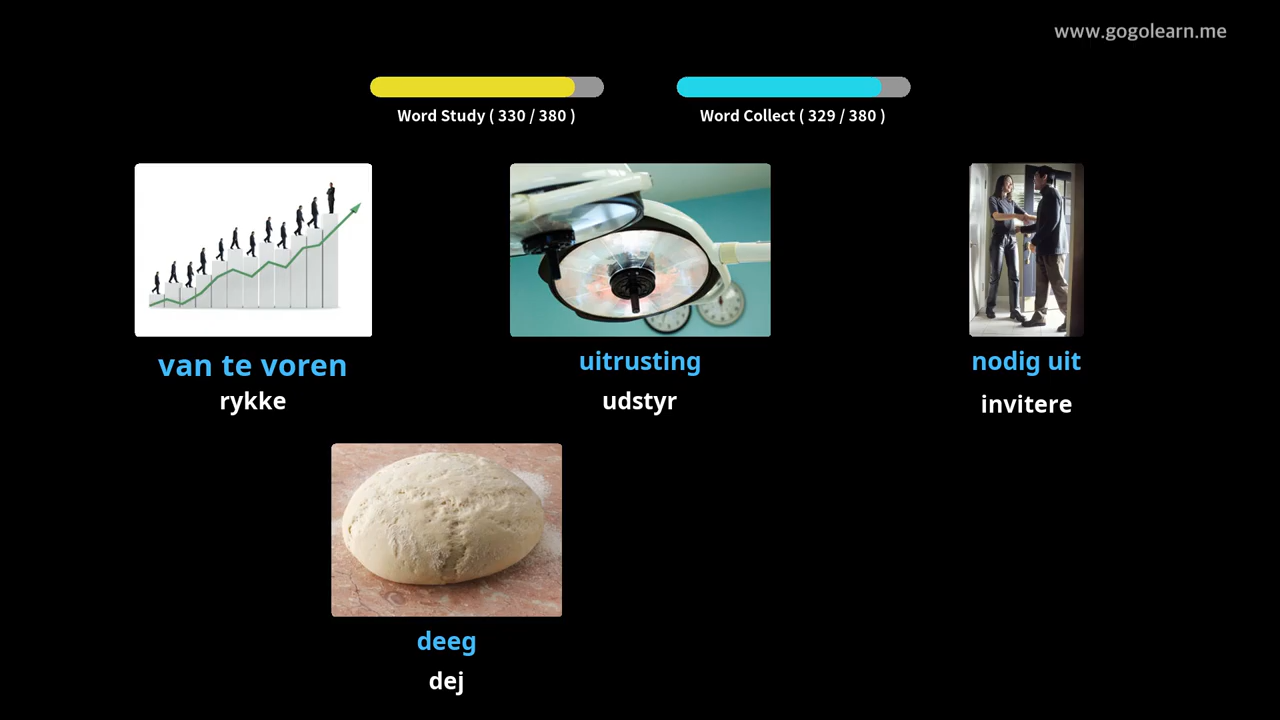 www.gogolearn.me
Word Study ( 330 / 380 )
Word Collect ( 329 / 380 )
van te voren
rykke
uitrusting
udstyr
nodig uit
invitere
deeg
dej